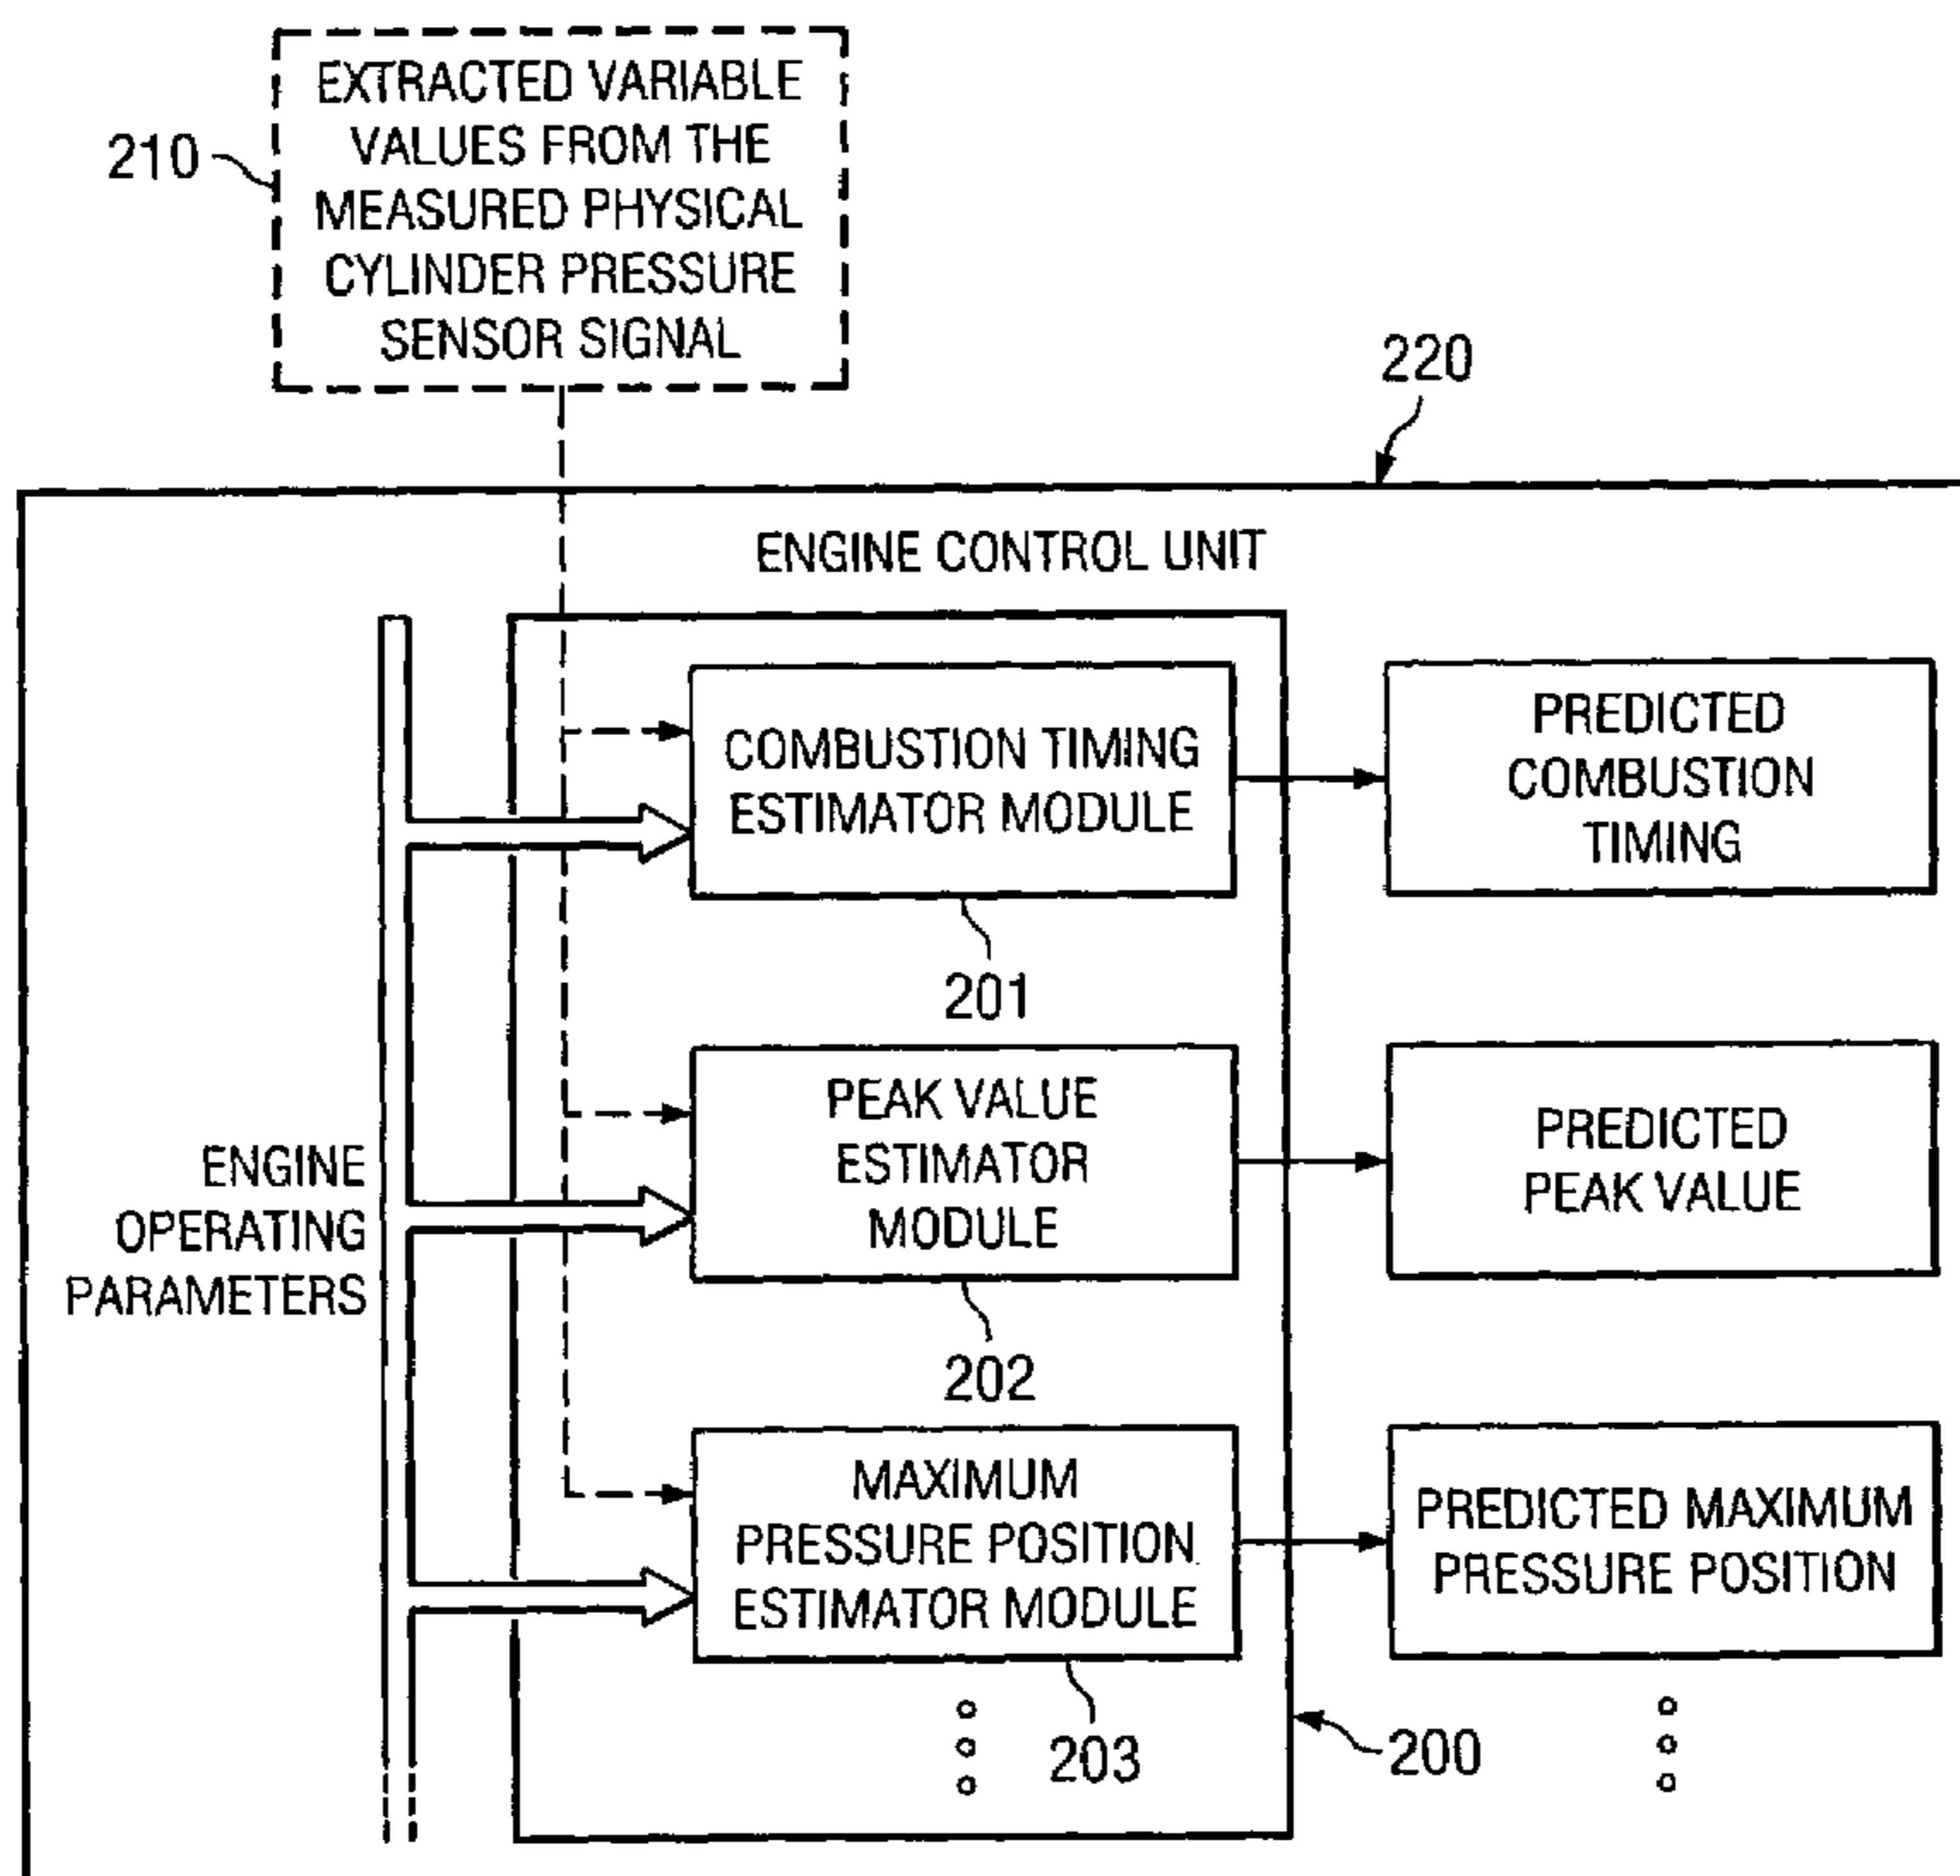 EXTRACTED VARIABLE
VALUES FROM THE
MEASURED PHYSICAL
CYLINDER PRESSURE
SENSOR SIGNAL
210
220
ENGINE CONTROL UNIT
COMBUSTION TIMING
ESTIMATOR MODULE
201
PREDICTED
COMBUSTION
TIMING
ENGINE
OPERATING
PARAMETERS
PEAK VALUE
ESTIMATOR
MODULE
202
PREDICTED
PEAK VALUE
MAXIMUM
PRESSURE POSITION
ESTIMATOR MODULE
203
PREDICTED MAXIMUM
PRESSURE POSITION
200